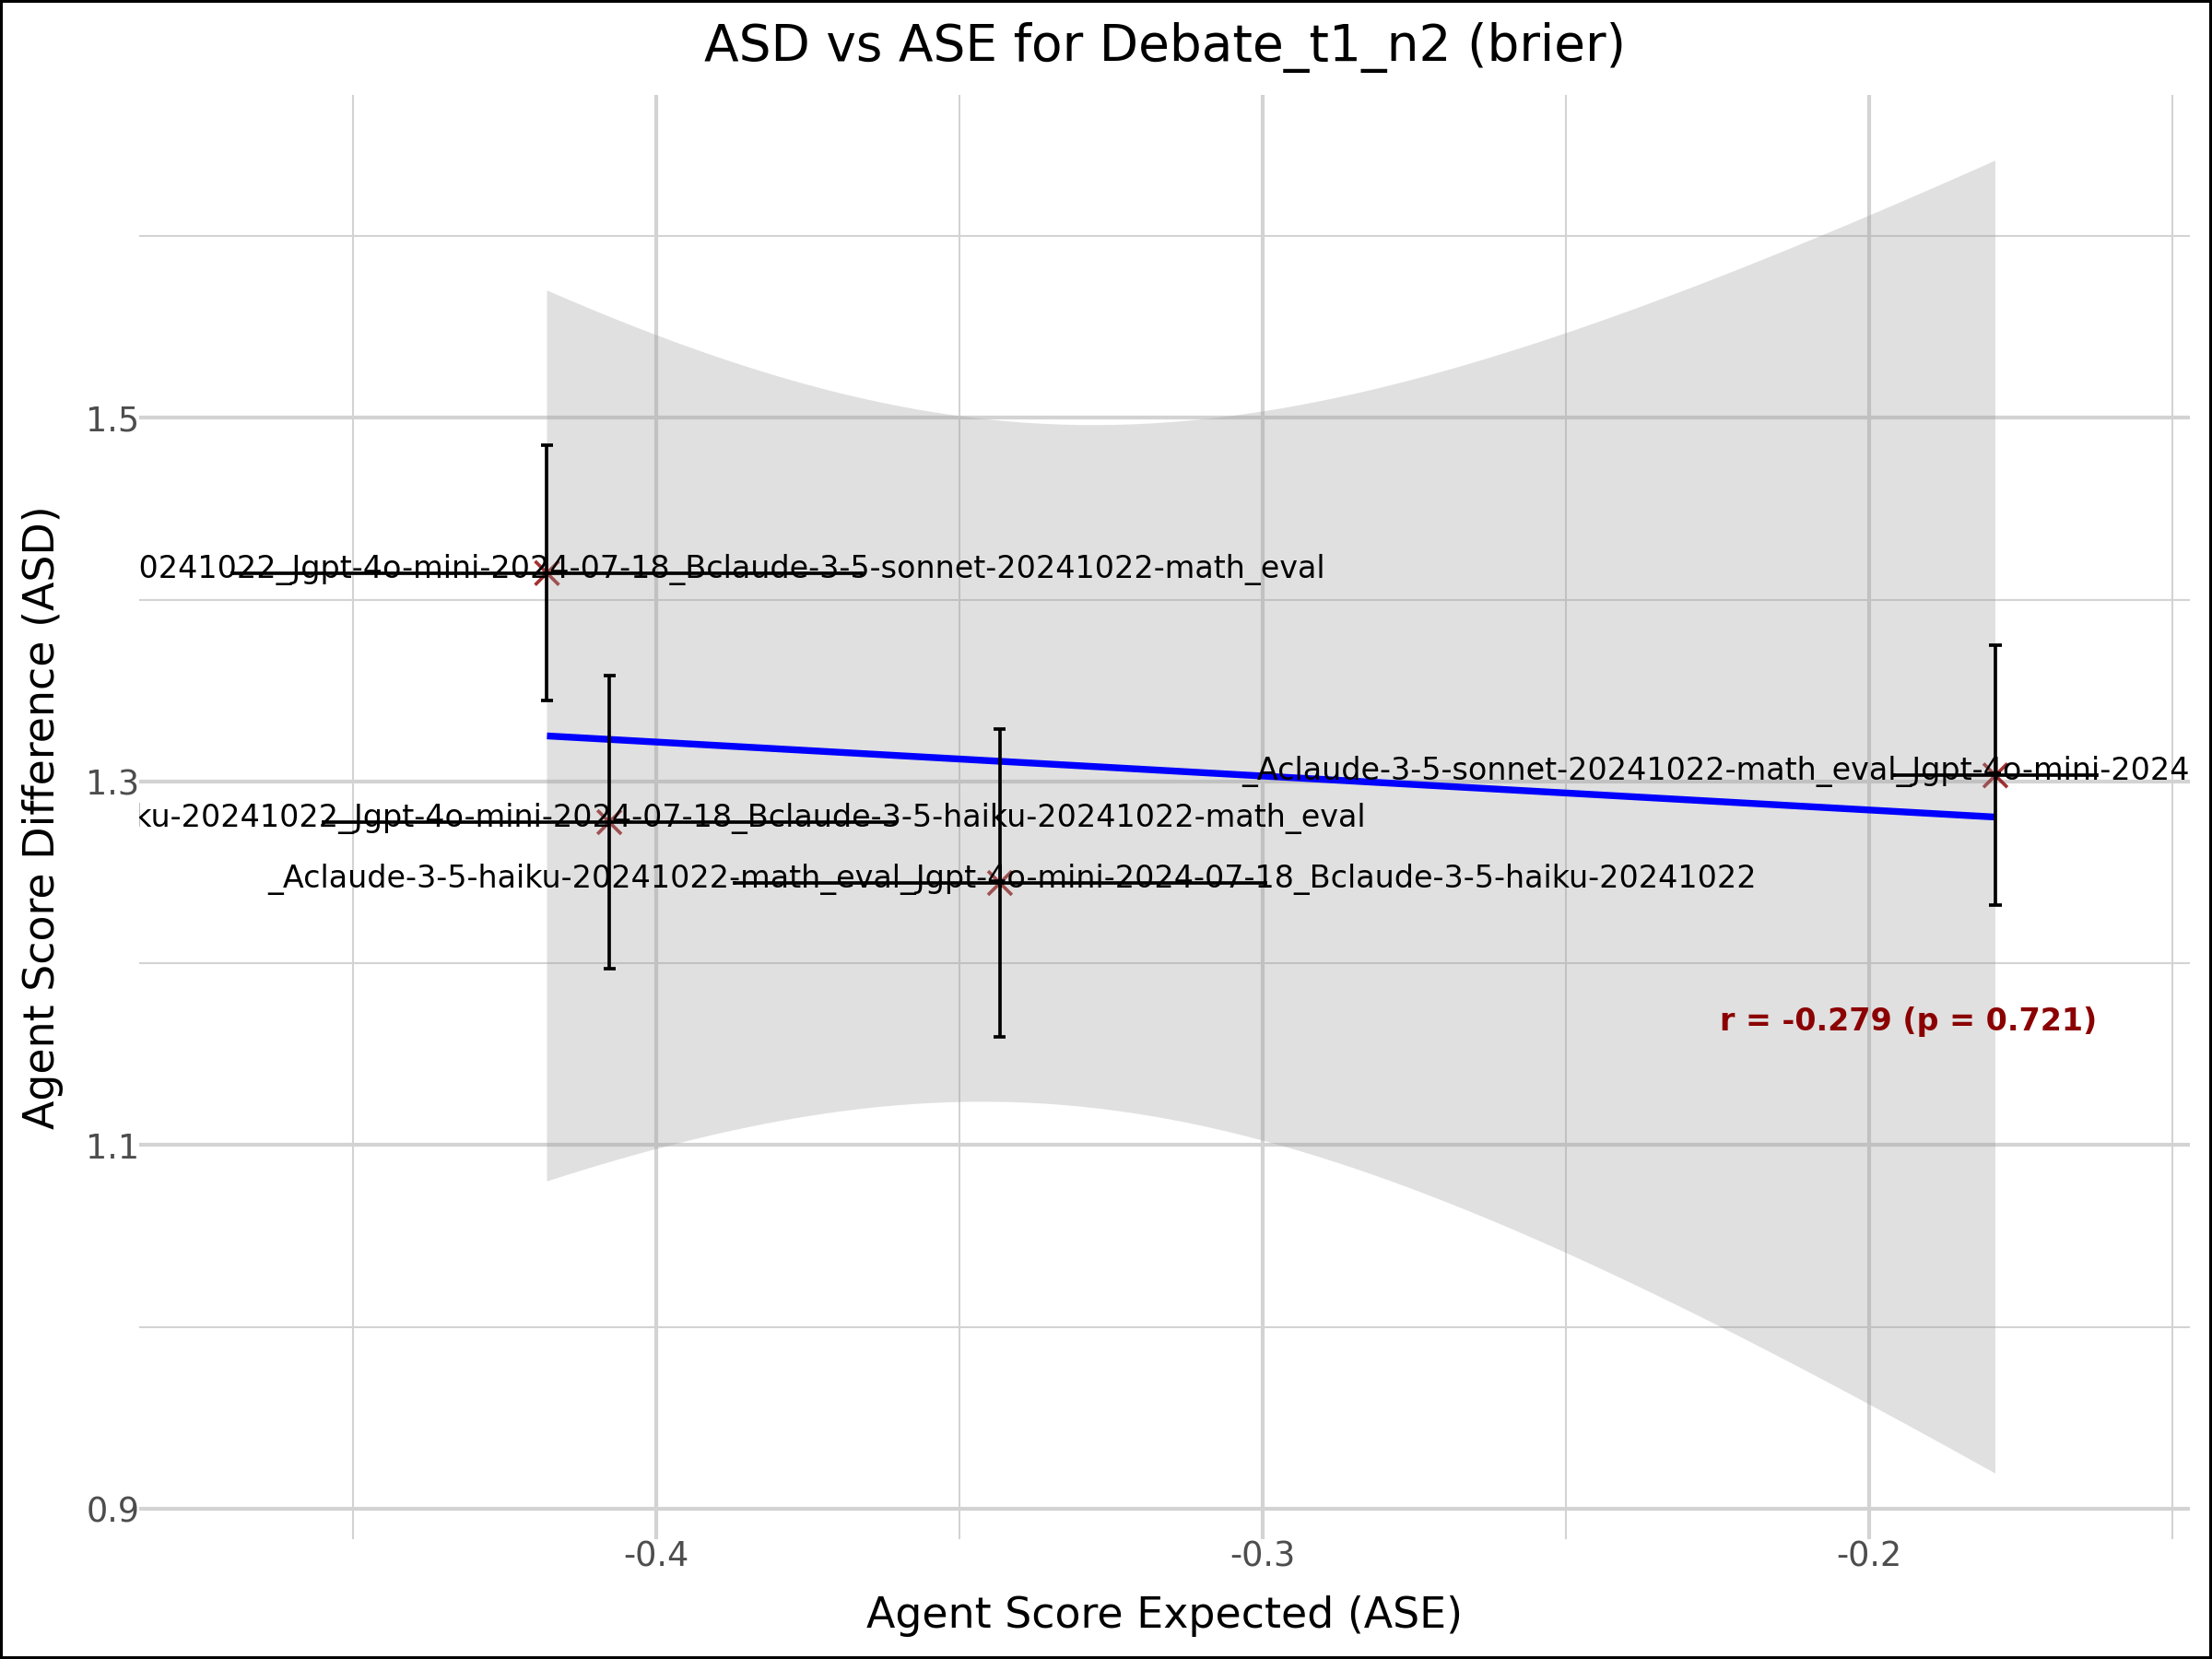 ASD vs ASE for Debate_t1_n2 (brier)
Agent Score Difference (ASD)
1.5
0241022_Jgpt-4o-mini-2024-07-18_Bclaude-3-5-sonnet-20241022-math_eval
1.3
_Aclaude-3-5-sonnet-20241022-math_eval_Jgpt-4o-mini-2024
ku-20241022_Jgpt-4o-mini-2024-07-18_Bclaude-3-5-haiku-20241022-math_eval
_Aclaude-3-5-haiku-20241022-math_eval_Jgpt-4o-mini-2024-07-18_Bclaude-3-5-haiku-20241022
r = -0.279 (p = 0.721)
1.1
0.9
-0.4
-0.3
-0.2
Agent Score Expected (ASE)